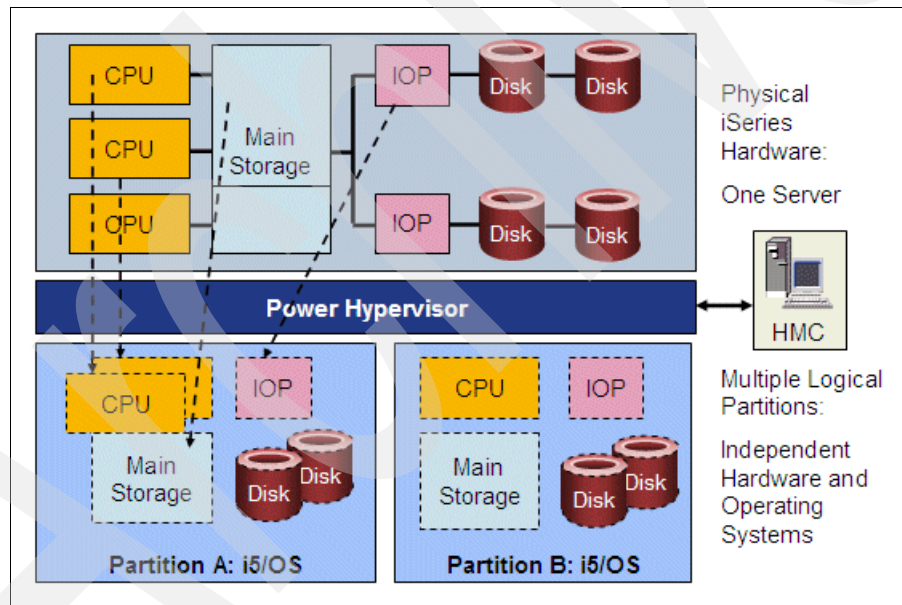 CPU
IOP
Disk
Disk
CPU
Main
Storage
CPU
IOP
Disk
Disk
Physical
iSeries
Hardware:
One Server
Power Hypervisor
HMC
CPU
IOP
Main
Storage
Disk
Disk
Partition A: i5/OS
CPU
IOP
Main
Storage
Disk
Disk
Partition B: i5/OS
Multiple Logical
Partitions:
Independent
Hardware and
Operating
Systems